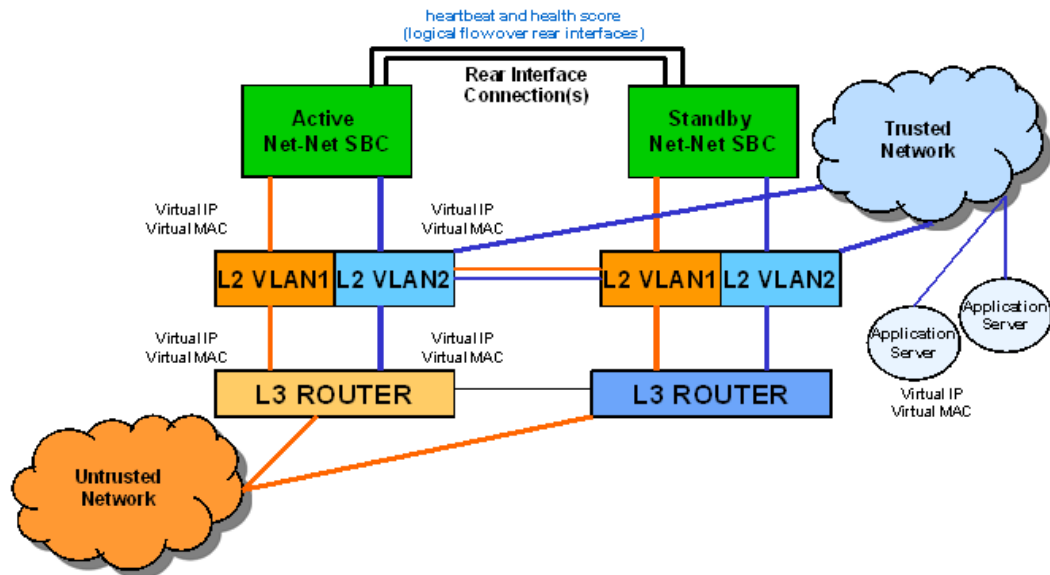 heartbeat and health score
(logical flowover rear interfaces)
Rear Interface
Connection(s)
Active
Net-Net SBC
Standby
Net-Net SBC
Trusted
Network
Virtual IP
Virtual MAC
Virtual IP
Virtual MAC
L2 VLAN1
L2 VLAN2
L2 VLAN1
L2 VLAN2
Application
Server
Application
Server
Virtual IP
Virtual MAC
Virtual IP
Virtual MAC
L3 ROUTER
L3 ROUTER
Virtual IP
Virtual MAC
Untrusted
Network